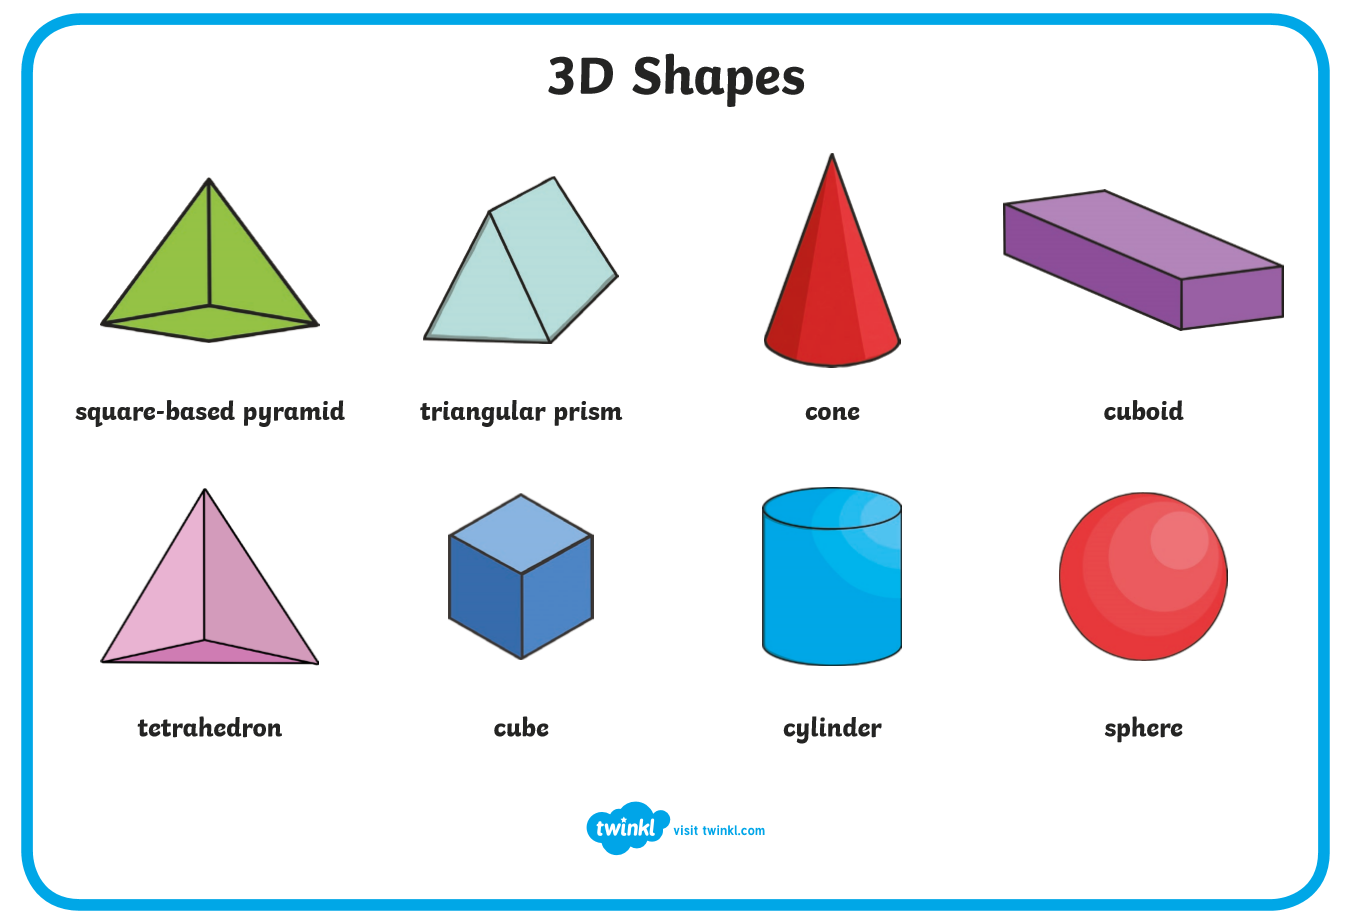 3D Shapes
square-based pyramid
triangular prism
cone
cuboid
tetrahedron
cube
cylinder
sphere
twinkl visit twinkl.com